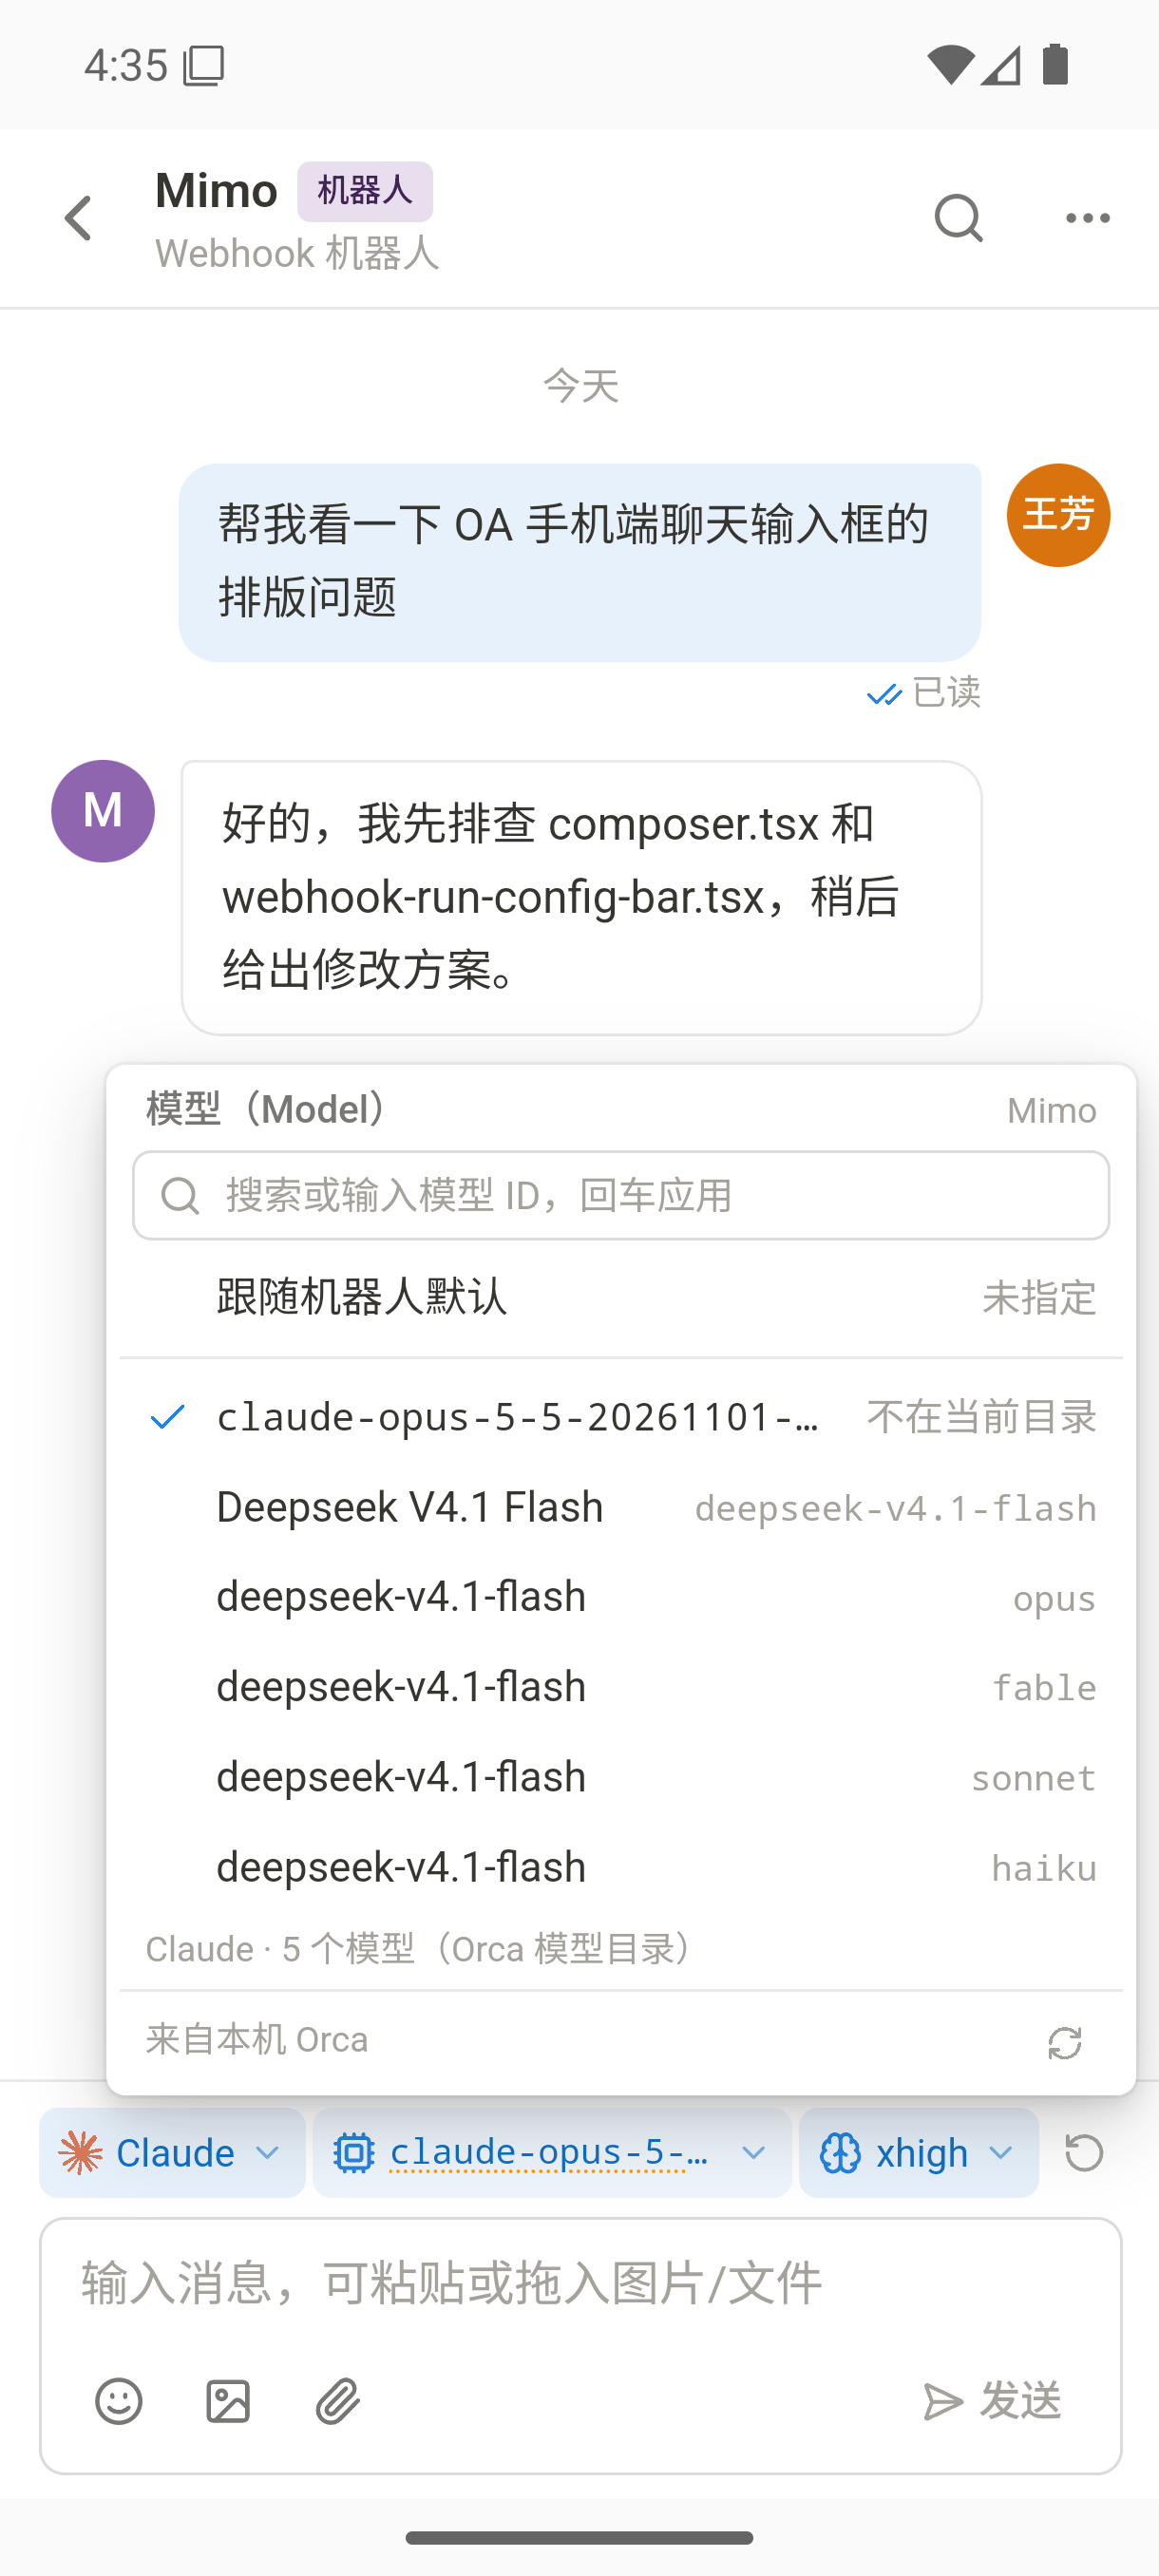 4:35
Mimo 机器人
Webhook 机器人
今天
帮我看一下 OA 手机端聊天输入框的
排版问题
王芳
已读
M
好的，我先排查 composer.tsx 和
webhook-run-config-bar.tsx，稍后
给出修改方案。
模型（Model） Mimo
搜索或输入模型 ID，回车应用
跟随机器人默认 未指定
claude-opus-5-5-20261101-… 不在当前目录
Deepseek V4.1 Flash deepseek-v4.1-flash
deepseek-v4.1-flash opus
deepseek-v4.1-flash fable
deepseek-v4.1-flash sonnet
deepseek-v4.1-flash haiku
Claude · 5 个模型（Orca 模型目录）
来自本机 Orca
Claude claude-opus-5-… xhigh
输入消息，可粘贴或拖入图片/文件
发送